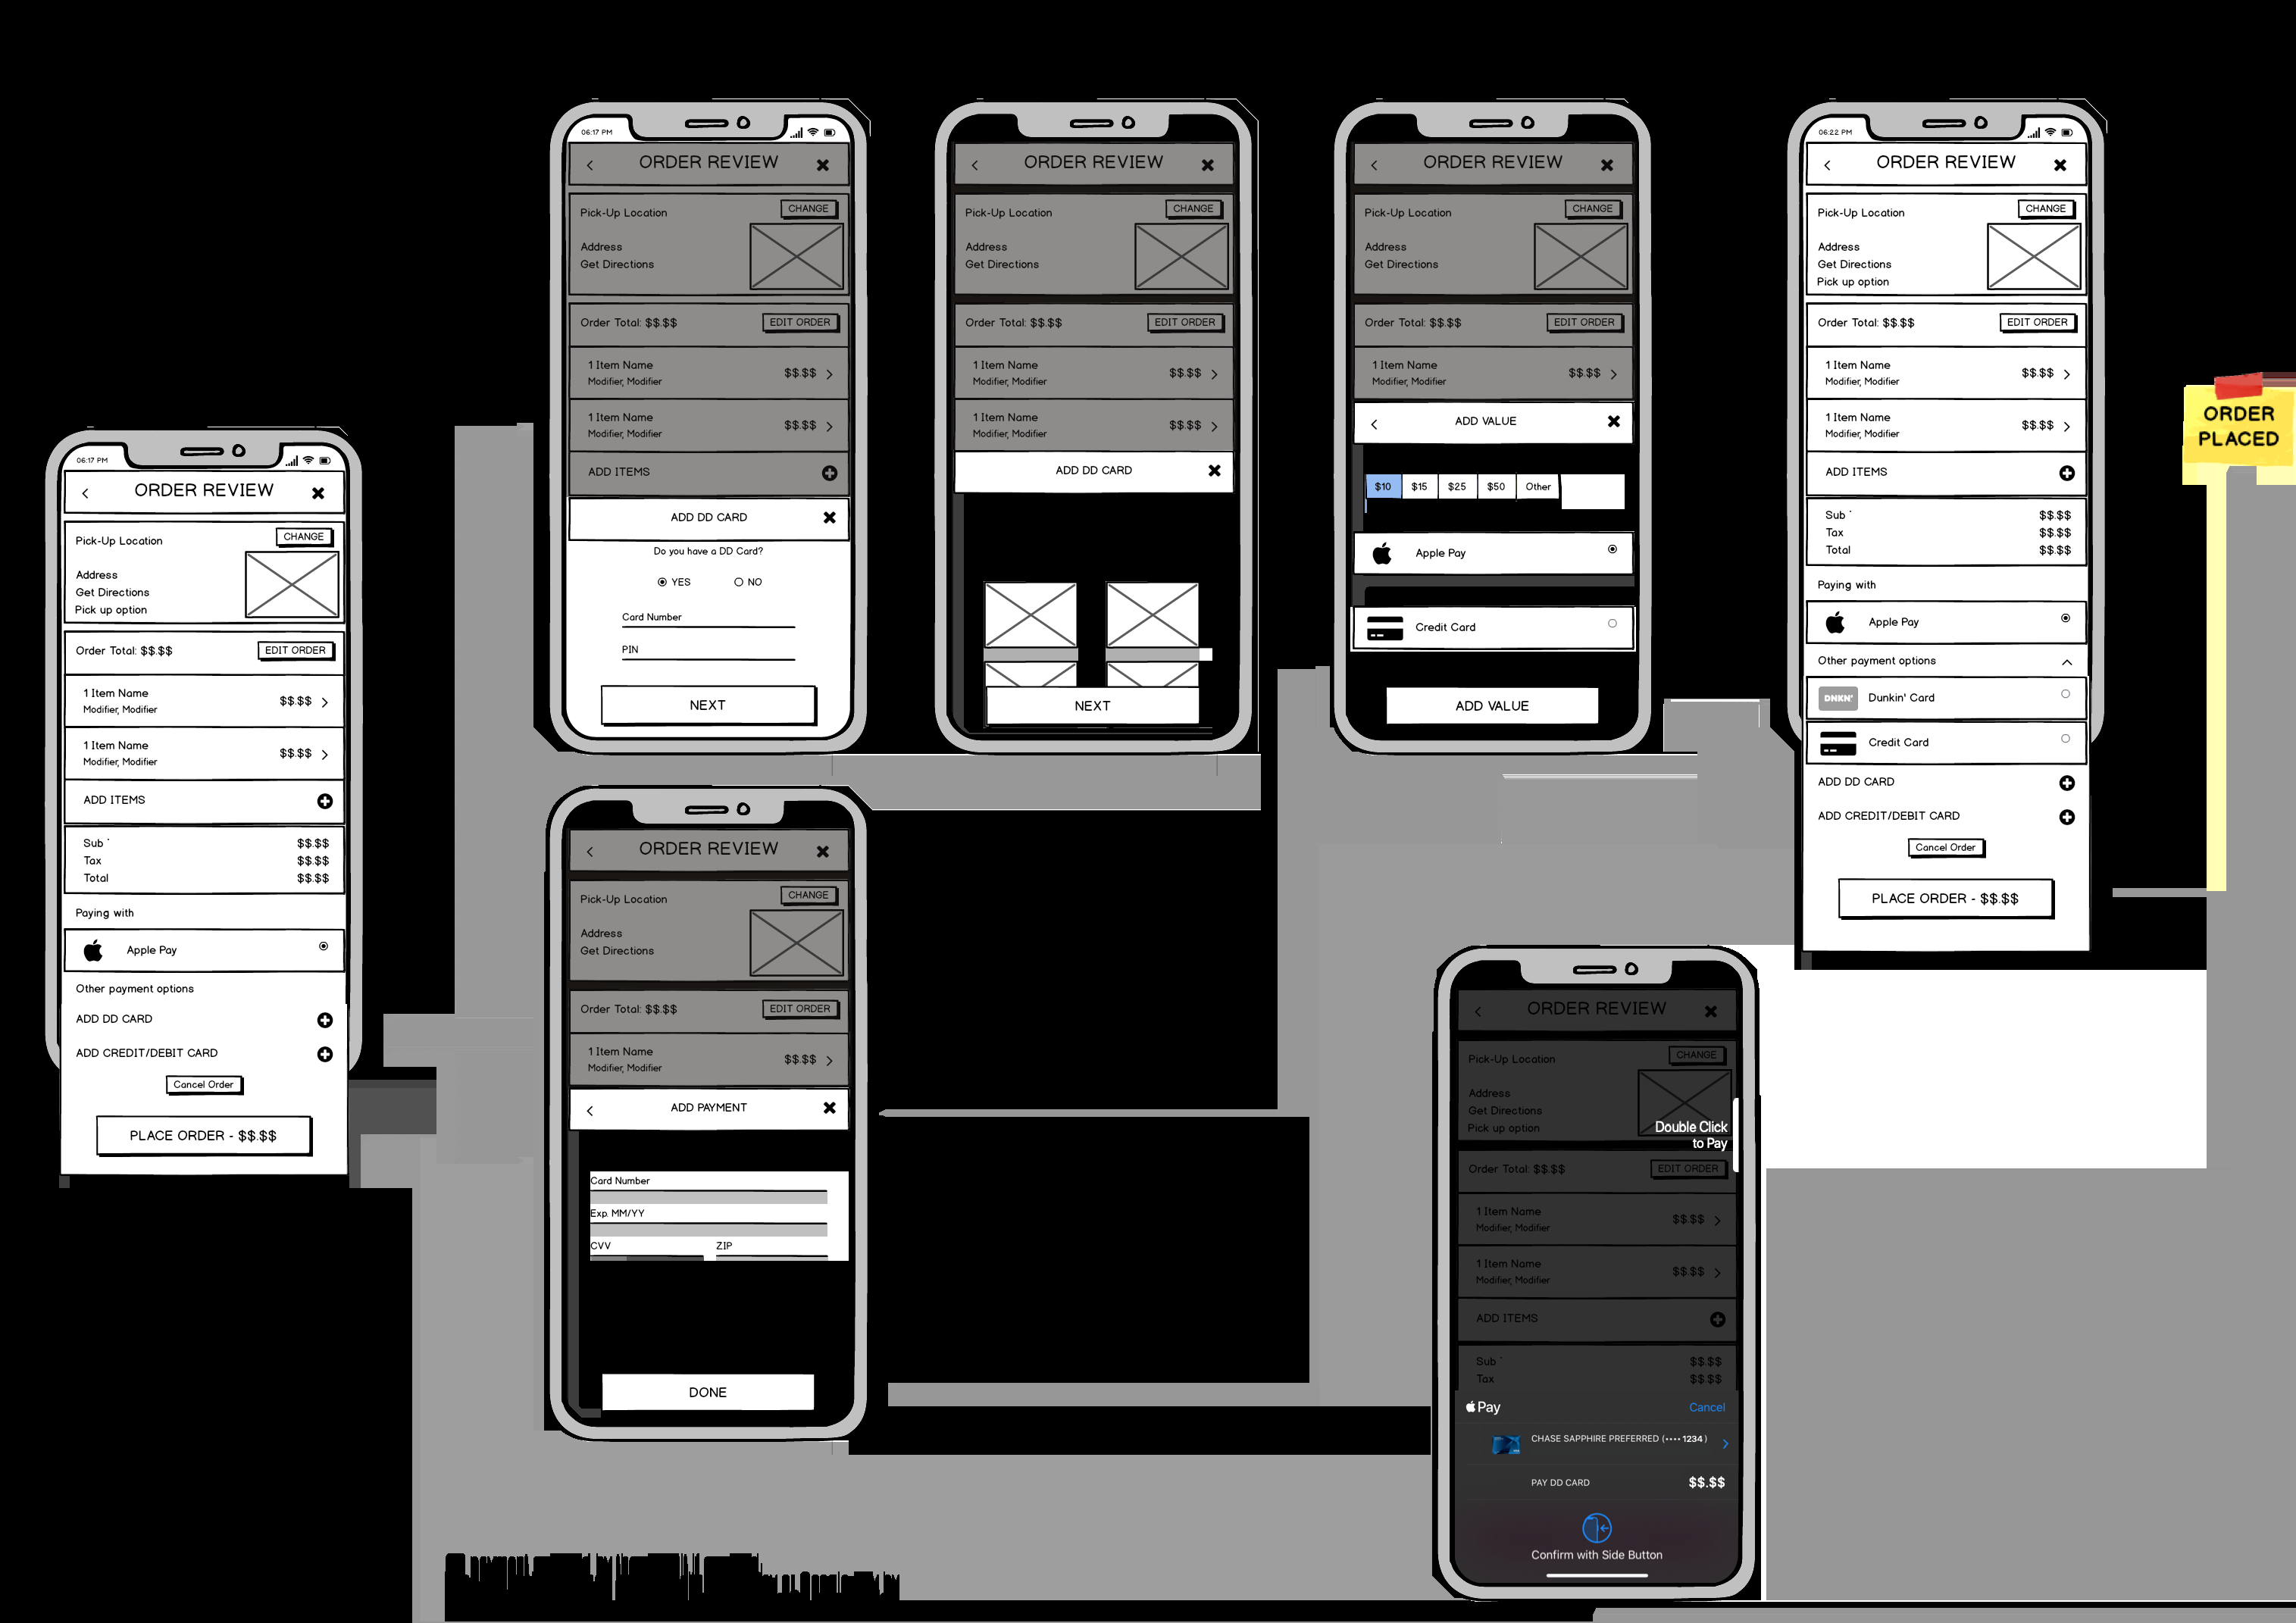 06:17 PM
ORDER REVIEW
Pick-Up Location
CHANGE
Address
Get Directions
Pick up option
Order Total: $$.$$
EDIT ORDER
1 Item Name
$$.$$
Modifier, Modifier
1 Item Name
$$.$$
Modifier, Modifier
ADD ITEMS
Sub
$$.$$
Tax
$$.$$
Total
$$.$$
Paying with
Apple Pay
Other payment options
ADD DD CARD
ADD CREDIT/DEBIT CARD
Cancel Order
PLACE ORDER - $$.$$
06:17 PM
ORDER REVIEW
Pick-Up Location
CHANGE
Address
Get Directions
Order Total: $$.$$
EDIT ORDER
1 Item Name
$$.$$
Modifier, Modifier
1 Item Name
$$.$$
Modifier, Modifier
ADD ITEMS
ADD DD CARD
Do you have a DD Card?
YES
NO
Card Number
PIN
NEXT
ORDER REVIEW
Pick-Up Location
CHANGE
Address
Get Directions
Order Total: $$.$$
EDIT ORDER
1 Item Name
$$.$$
Modifier, Modifier
1 Item Name
$$.$$
Modifier, Modifier
ADD DD CARD
NEXT
ORDER REVIEW
Pick-Up Location
CHANGE
Address
Get Directions
Order Total: $$.$$
EDIT ORDER
1 Item Name
$$.$$
Modifier, Modifier
ADD VALUE
$10
$15
$25
$50
Other
Apple Pay
Credit Card
ADD VALUE
06:22 PM
ORDER REVIEW
Pick-Up Location
CHANGE
Address
Get Directions
Pick up option
Order Total: $$.$$
EDIT ORDER
1 Item Name
$$.$$
Modifier, Modifier
1 Item Name
$$.$$
Modifier, Modifier
ADD ITEMS
Sub
$$.$$
Tax
$$.$$
Total
$$.$$
Paying with
Apple Pay
Other payment options
DNKN'
Dunkin' Card
Credit Card
ADD DD CARD
ADD CREDIT/DEBIT CARD
Cancel Order
PLACE ORDER - $$.$$
ORDER
PLACED
ORDER REVIEW
Pick-Up Location
CHANGE
Address
Get Directions
Order Total: $$.$$
EDIT ORDER
1 Item Name
$$.$$
Modifier, Modifier
ADD PAYMENT
Card Number
Exp. MM/YY
CVV
ZIP
DONE
ORDER REVIEW
Pick-Up Location
CHANGE
Address
Get Directions
Pick up option
Double Click
to Pay
Order Total: $$.$$
EDIT ORDER
1 Item Name
$$.$$
Modifier, Modifier
1 Item Name
$$.$$
Modifier, Modifier
ADD ITEMS
Sub
$$.$$
Tax
$$.$$
Pay
Cancel
CHASE SAPPHIRE PREFERRED (•••• 1234)
PAY DD CARD
$$.$$
Confirm with Side Button